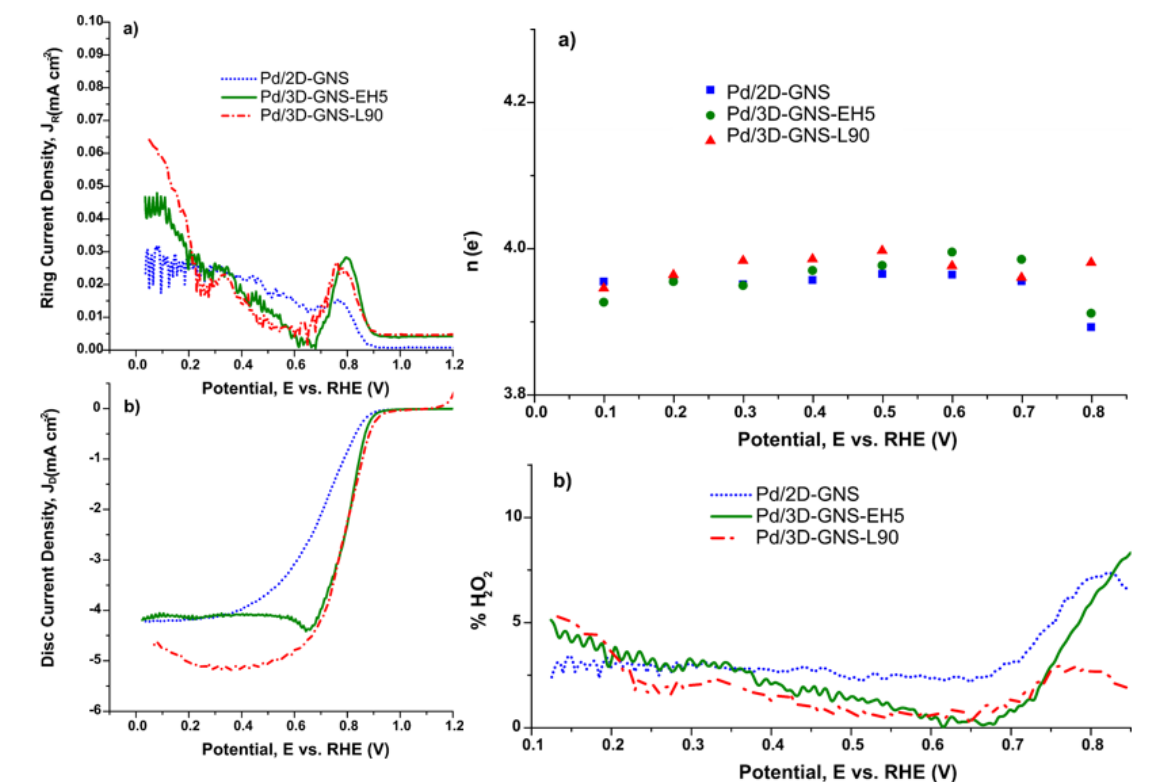 a)
Ring Current Density, J_R(mA cm⁻²)
0.10
0.09
0.08
0.07
0.06
0.05
0.04
0.03
0.02
0.01
0.00
Pd/2D-GNS
Pd/3D-GNS-EH5
Pd/3D-GNS-L90
0.0 0.2 0.4 0.6 0.8 1.0 1.2
Potential, E vs. RHE (V)
b)
Disc Current Density, J_D(mA cm⁻²)
0
-1
-2
-3
-4
-5
-6
0.0 0.2 0.4 0.6 0.8 1.0 1.2
Potential, E vs. RHE (V)
a)
n (e⁻)
4.2
4.0
3.8
Pd/2D-GNS
Pd/3D-GNS-EH5
Pd/3D-GNS-L90
0.0 0.1 0.2 0.3 0.4 0.5 0.6 0.7 0.8
Potential, E vs. RHE (V)
b)
% H₂O₂
10
5
0
Pd/2D-GNS
Pd/3D-GNS-EH5
Pd/3D-GNS-L90
0.1 0.2 0.3 0.4 0.5 0.6 0.7 0.8
Potential, E vs. RHE (V)